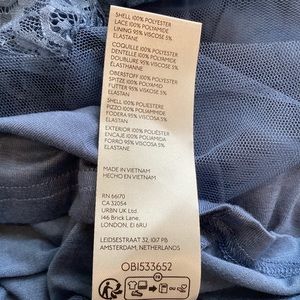 SHELL 100% POLYESTER
LACE 100% POLYAMIDE
LINING 95% VISCOSE 5%
ELASTANE
COQUILLE 100% POLYESTER
DENTELLE 100% POLYAMIDE
DOUBLURE 95% VISCOSE 5%
ÉLASTHANNE
OBERSTOFF 100% POLYESTER
SPITZE 100% POLYAMID
FUTTER 95% VISCOSE 5%
ELASTAN
SHELL 100% POLIESTERE
PIZZO 100% POLIAMMIDE
FODERA 95% VISCOSA 5%
ELASTAN
EXTERIOR 100% POLIÉSTER
ENCAJE 100% POLIAMIDA
FORRO 95% VISCOSA 5%
ELASTANO
MADE IN VIETNAM
HECHO EN VIETNAM
RN 66170
CA 32054
URBN UK Ltd.
146 Brick Lane,
LONDON, E1 6RU
LEIDSESTRAAT 32, 1017 PB
AMSTERDAM, NETHERLANDS
OB1533652
FR